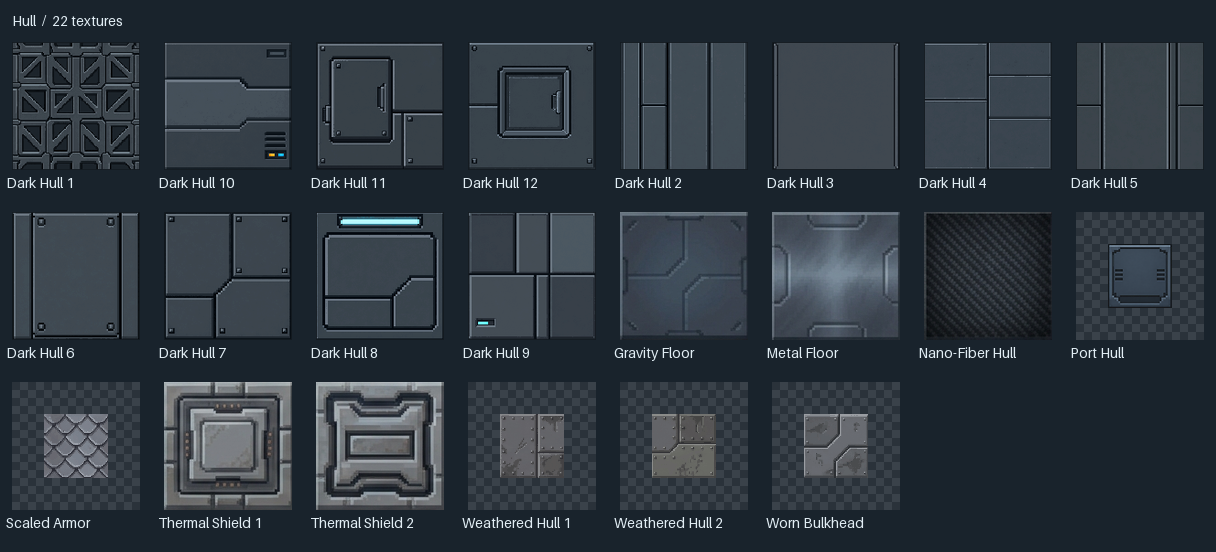 Hull / 22 textures
Dark Hull 1
Dark Hull 10
Dark Hull 11
Dark Hull 12
Dark Hull 2
Dark Hull 3
Dark Hull 4
Dark Hull 5
Dark Hull 6
Dark Hull 7
Dark Hull 8
Dark Hull 9
Gravity Floor
Metal Floor
Nano-Fiber Hull
Port Hull
Scaled Armor
Thermal Shield 1
Thermal Shield 2
Weathered Hull 1
Weathered Hull 2
Worn Bulkhead